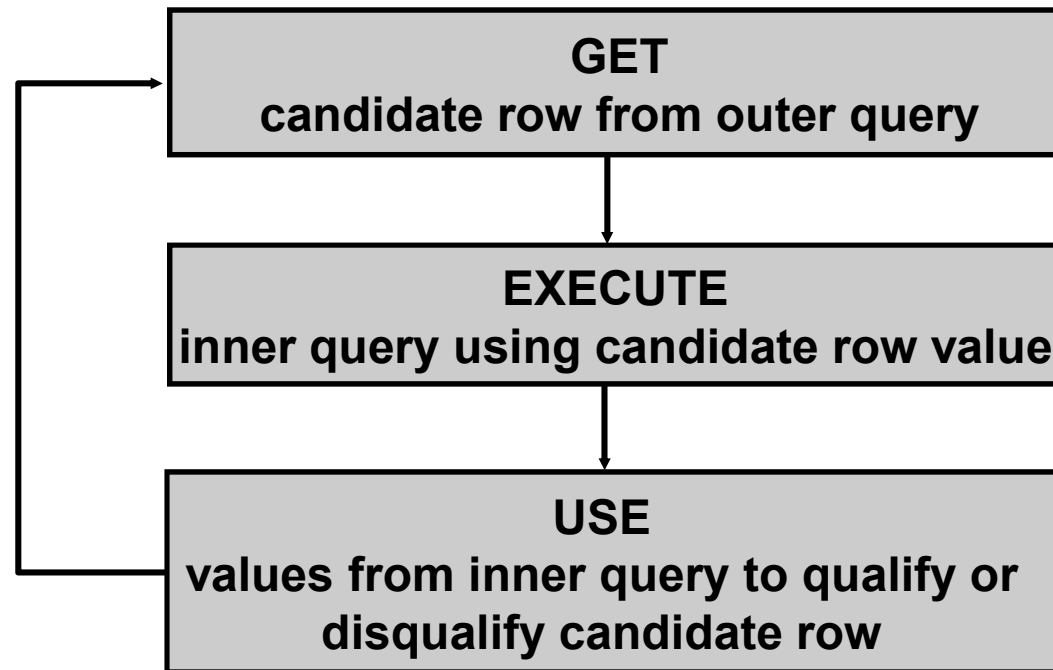 GET
candidate row from outer query
EXECUTE
inner query using candidate row value
USE
values from inner query to qualify or
disqualify candidate row